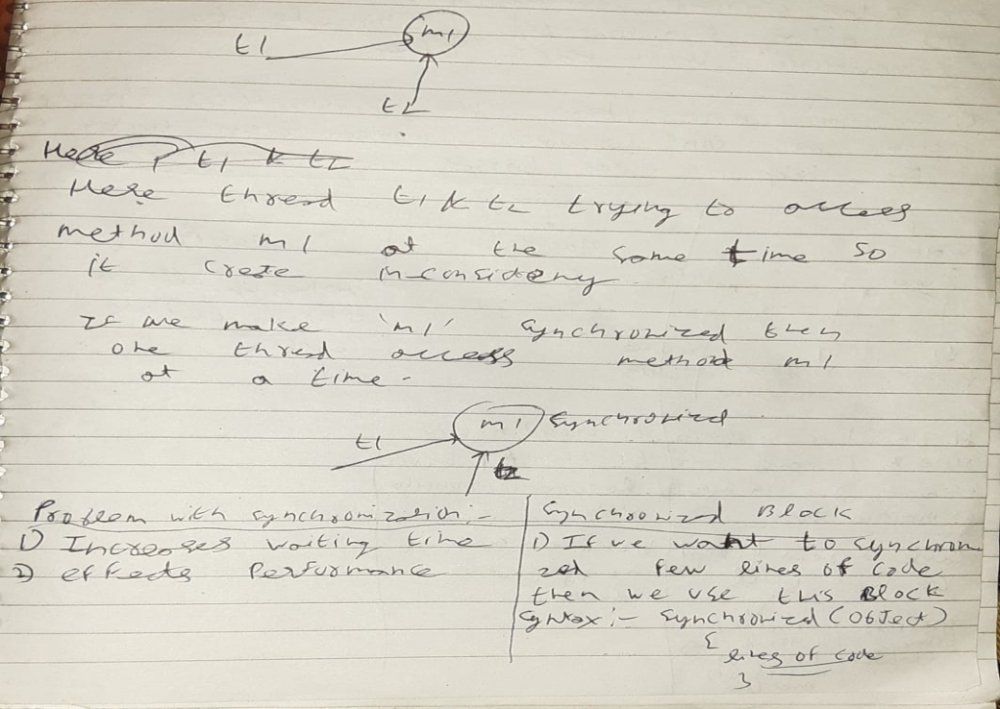 t1
m1
t2
Here, t1 & t2
Here thread t1 & t2 trying to access
method m1 at the same time so
it create inconsidency
If we make 'm1' synchronized then
one thread access method m1
at a time -
m1 synchronized
t1
t2
Problem with synchronization :-
1) Increases waiting time
2) effects Performance
Synchronized Block
1) If we want to synchron
zed few lines of code
then we use this Block
Syntax :- synchronized (Object)
{
lines of code
}